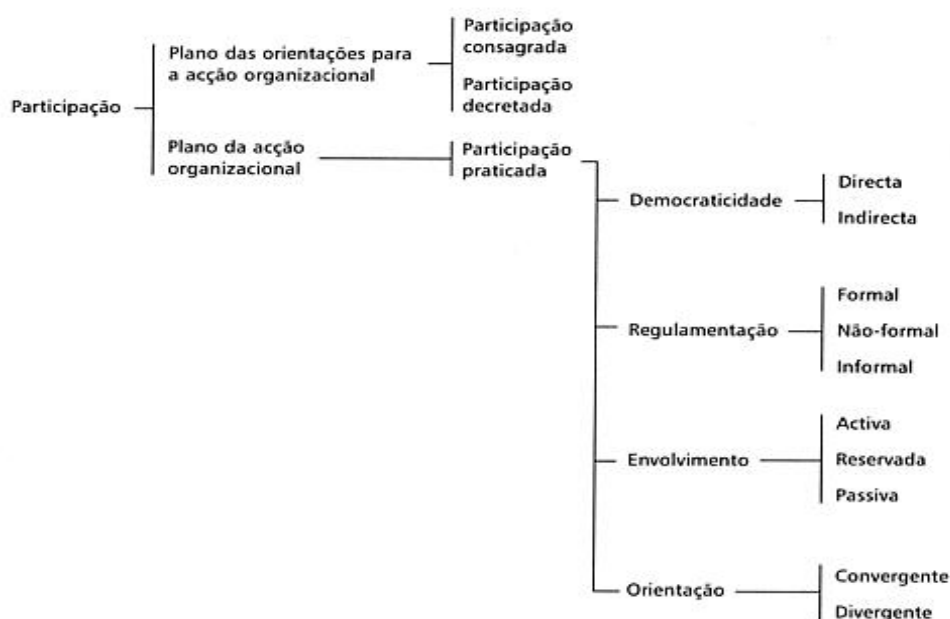 Participação
Plano das orientações para
a acção organizacional
Participação
consagrada
Participação
decretada
Plano da acção
organizacional
Participação
praticada
Democraticidade
Directa
Indirecta
Regulamentação
Formal
Não-formal
Informal
Envolvimento
Activa
Reservada
Passiva
Orientação
Convergente
Divergente